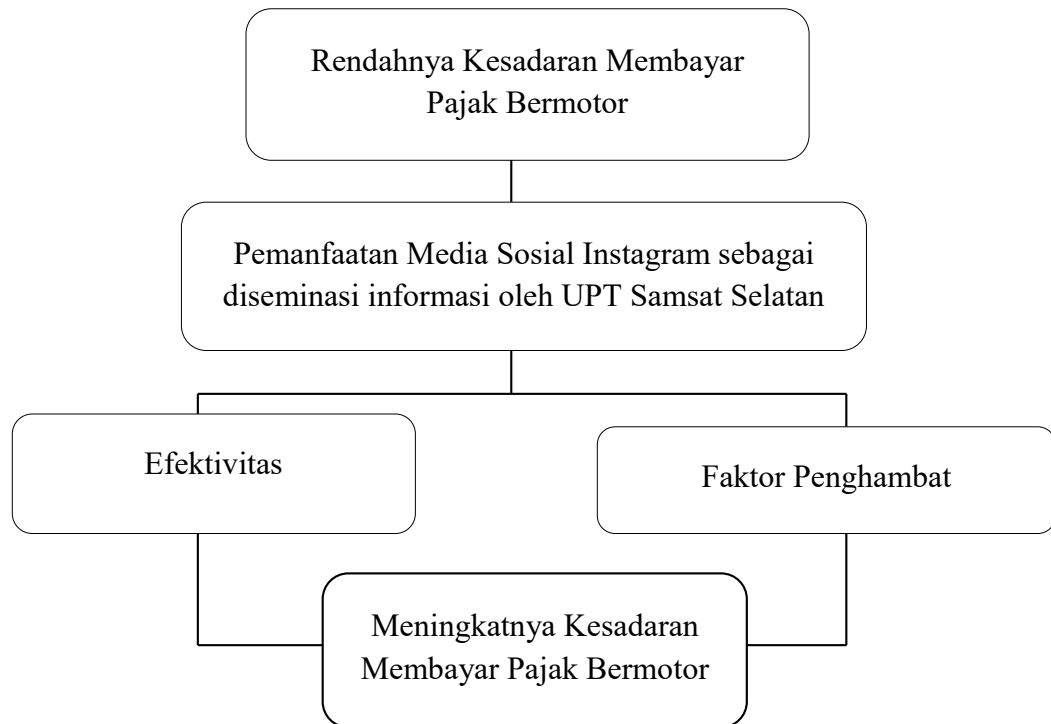 Rendahnya Kesadaran Membayar
Pajak Bermotor
Pemanfaatan Media Sosial Instagram sebagai
diseminasi informasi oleh UPT Samsat Selatan
Efektivitas
Faktor Penghambat
Meningkatnya Kesadaran
Membayar Pajak Bermotor